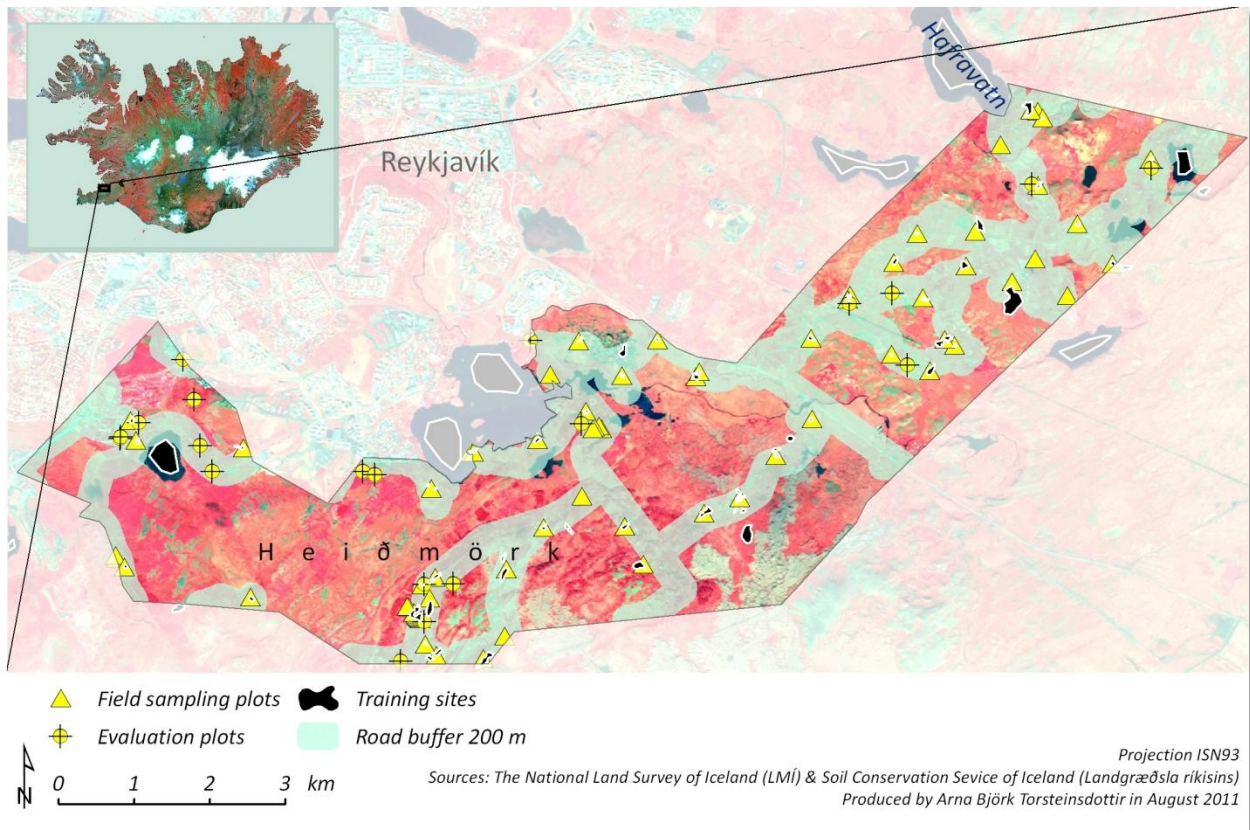 Hafravatn
Reykjavík
Heiðmörk
Field sampling plots
Training sites
Evaluation plots
Road buffer 200 m
N
0 1 2 3 km
Projection ISN93
Sources: The National Land Survey of Iceland (LMÍ) & Soil Conservation Sevice of Iceland (Landgræðsla ríkisins)
Produced by Arna Björk Torsteinsdottir in August 2011